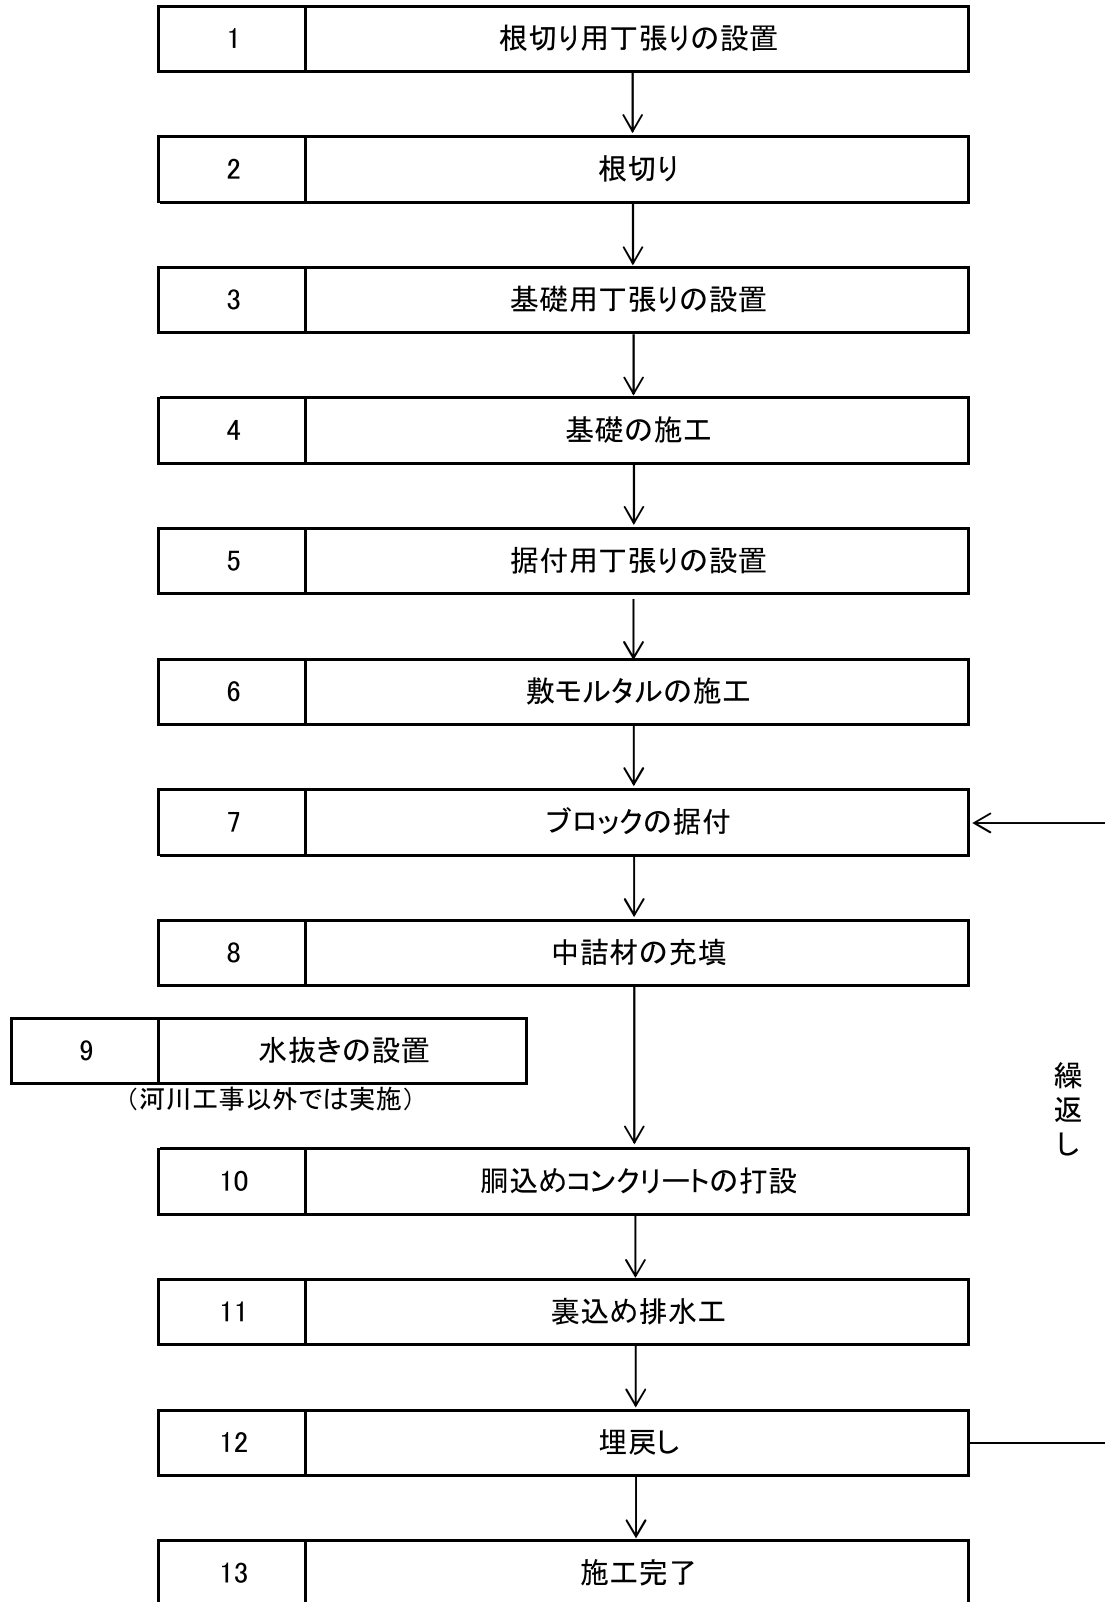 1 根切り用丁張りの設置
2 根切り
3 基礎用丁張りの設置
4 基礎の施工
5 据付用丁張りの設置
6 敷モルタルの施工
7 ブロックの据付
8 中詰材の充填
9 水抜きの設置
（河川工事以外では実施）
繰返し
10 胴込めコンクリートの打設
11 裏込め排水工
12 埋戻し
13 施工完了